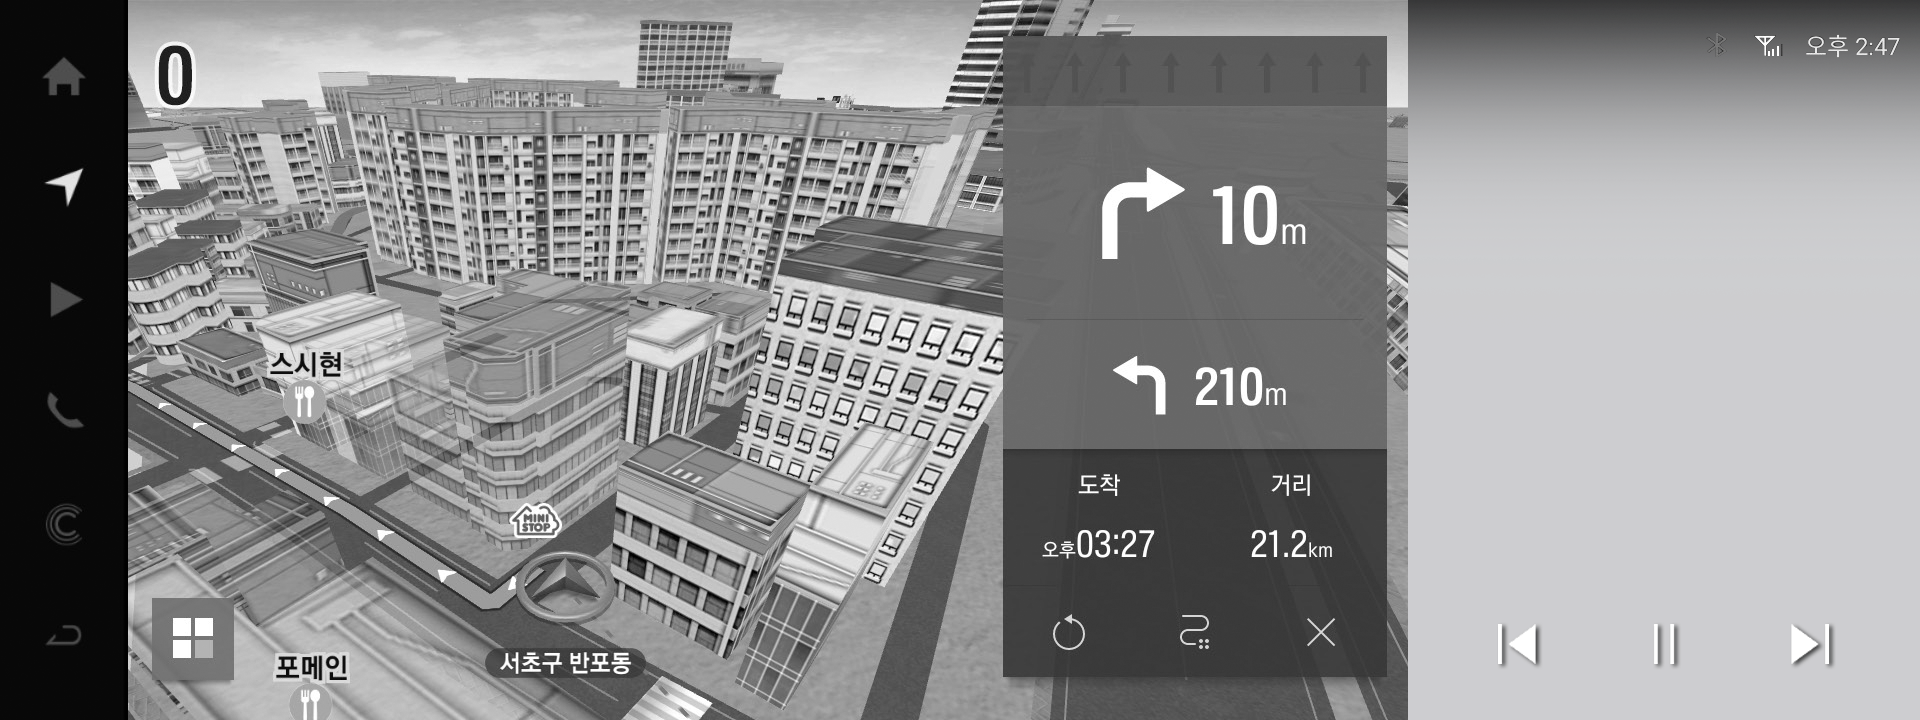 0
오후 2:47
10m
210m
스시현
MINI
STOP
도착
거리
오후03:27
21.2km
서초구 반포동
포메인